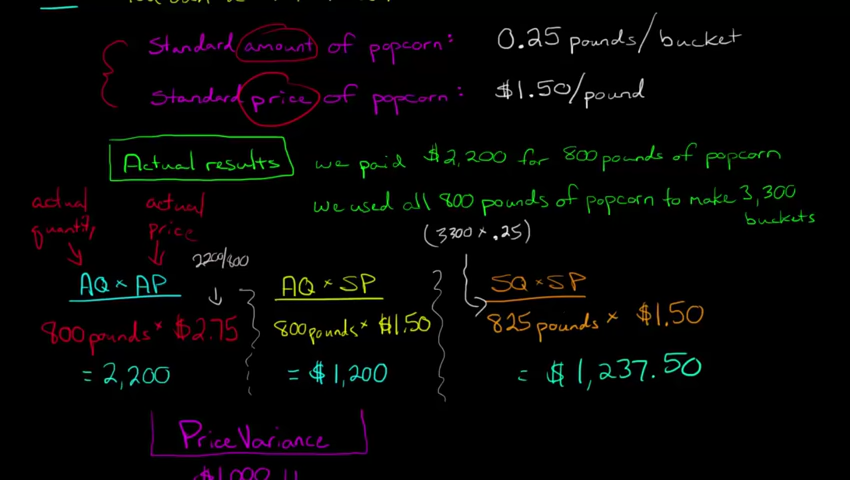 Standard amount of popcorn: 0.25 pounds/bucket
Standard price of popcorn: $1.50/pound
Actual results we paid $2,200 for 800 pounds of popcorn
we used all 800 pounds of popcorn to make 3,300 buckets
actual quantity
actual price
(3300 x .25)
2200/800
AQ x AP
AQ x SP
SQ x SP
800 pounds x $2.75
800 pounds x $1.50
825 pounds x $1.50
= 2,200
= $1,200
= $1,237.50
Price Variance